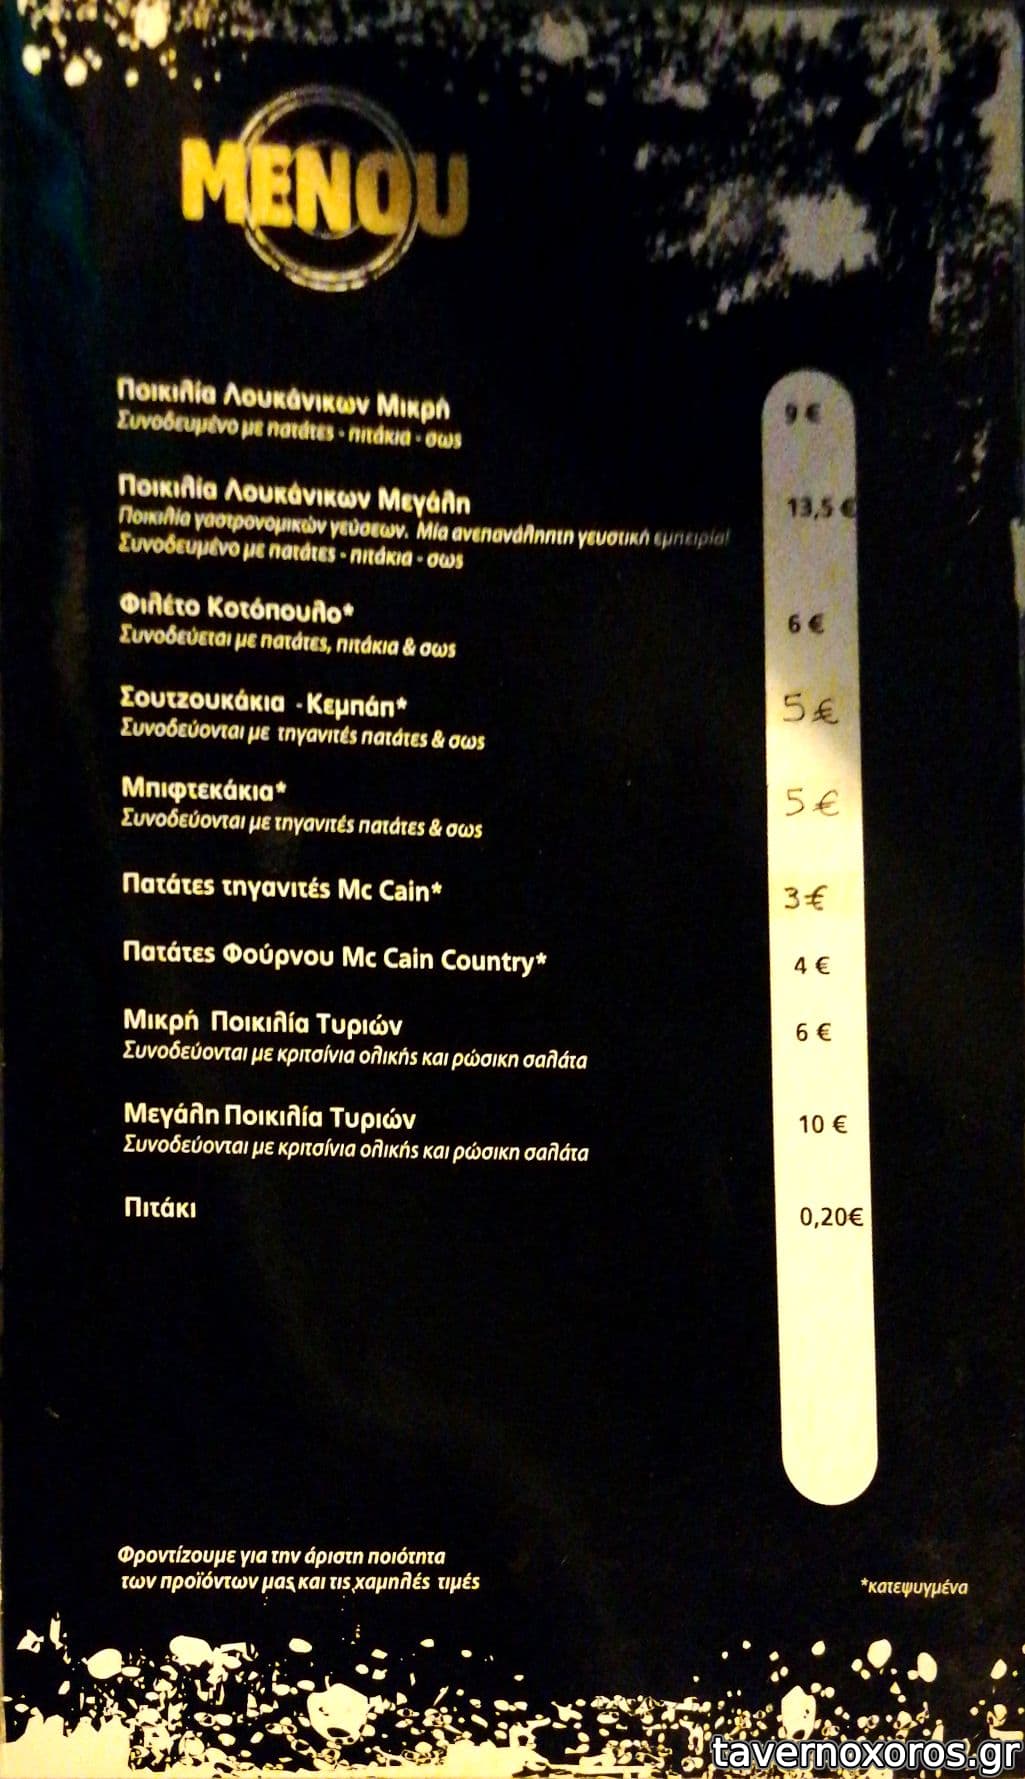 MENOU
Ποικιλία Λουκάνικων Μικρή
9 €
Συνοδευμένο με πατάτες - πιτάκια - σως
Ποικιλία Λουκάνικων Μεγάλη
13,5 €
Ποικιλία γαστρονομικών γεύσεων. Μία ανεπανάληπτη γευστική εμπειρία!
Συνοδευμένο με πατάτες - πιτάκια - σως
Φιλέτο Κοτόπουλο*
6 €
Συνοδεύεται με πατάτες, πιτάκια & σως
Σουτζουκάκια - Κεμπάπ*
5€
Συνοδεύονται με τηγανιτές πατάτες & σως
Μπιφτεκάκια*
5€
Συνοδεύονται με τηγανιτές πατάτες & σως
Πατάτες τηγανιτές Mc Cain*
3€
Πατάτες Φούρνου Mc Cain Country*
4 €
Μικρή Ποικιλία Τυριών
6 €
Συνοδεύονται με κριτσίνια ολικής και ρώσικη σαλάτα
Μεγάλη Ποικιλία Τυριών
10 €
Συνοδεύονται με κριτσίνια ολικής και ρώσικη σαλάτα
Πιτάκι
0,20€
Φροντίζουμε για την άριστη ποιότητα
των προϊόντων μας και τις χαμηλές τιμές
*κατεψυγμένα
tavernoxoros.gr